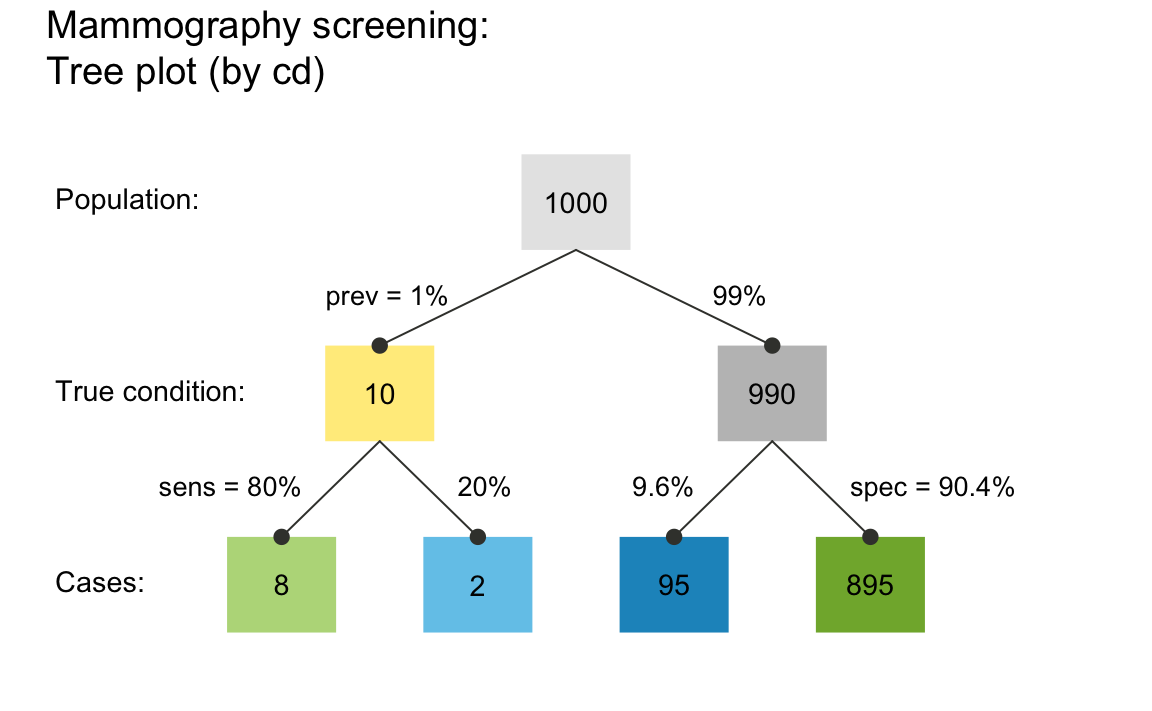 Mammography screening:
Tree plot (by cd)
Population:
1000
prev = 1%
99%
True condition:
10
990
sens = 80%
20%
9.6%
spec = 90.4%
Cases:
8
2
95
895